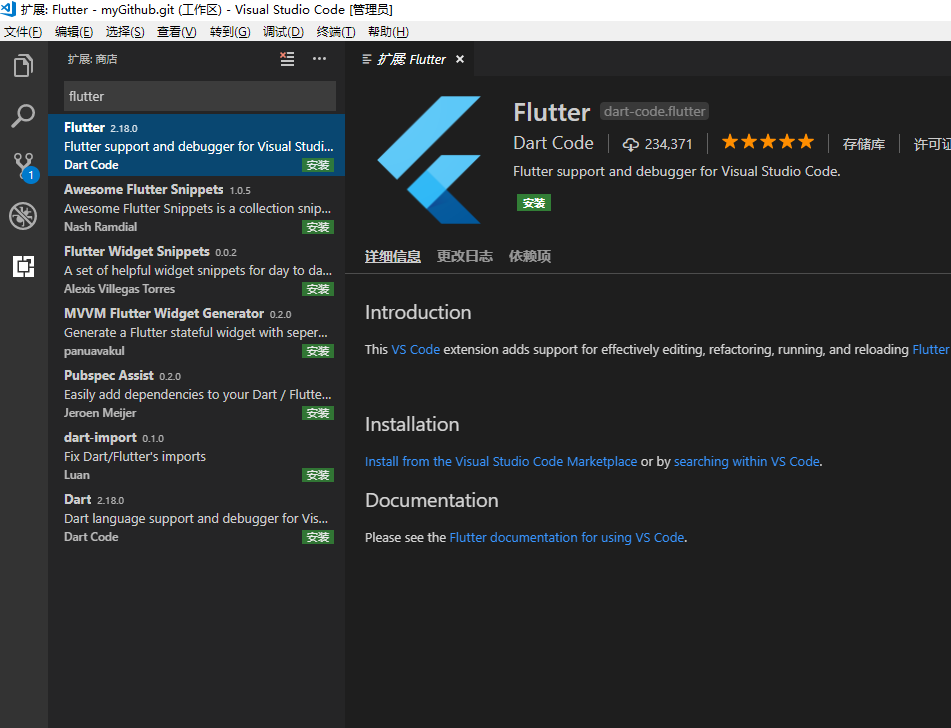 扩展: Flutter - myGithub.git (工作区) - Visual Studio Code [管理员]
文件(F) 编辑(E) 选择(S) 查看(V) 转到(G) 调试(D) 终端(T) 帮助(H)
扩展: 商店
flutter
Flutter 2.18.0
Flutter support and debugger for Visual Studi...
Dart Code 安装
Awesome Flutter Snippets 1.0.5
Awesome Flutter Snippets is a collection snip...
Nash Ramdial 安装
Flutter Widget Snippets 0.0.2
A set of helpful widget snippets for day to da...
Alexis Villegas Torres 安装
MVVM Flutter Widget Generator 0.2.0
Generate a Flutter stateful widget with seper...
panuavakul 安装
Pubspec Assist 0.2.0
Easily add dependencies to your Dart / Flutte...
Jeroen Meijer 安装
dart-import 0.1.0
Fix Dart/Flutter's imports
Luan 安装
Dart 2.18.0
Dart language support and debugger for Vis...
Dart Code 安装
1
扩展: Flutter
Flutter dart-code.flutter
Dart Code 234,371 存储库 许可证
Flutter support and debugger for Visual Studio Code.
安装
详细信息 更改日志 依赖项
Introduction
This VS Code extension adds support for effectively editing, refactoring, running, and reloading Flutter
Installation
Install from the Visual Studio Code Marketplace or by searching within VS Code.
Documentation
Please see the Flutter documentation for using VS Code.